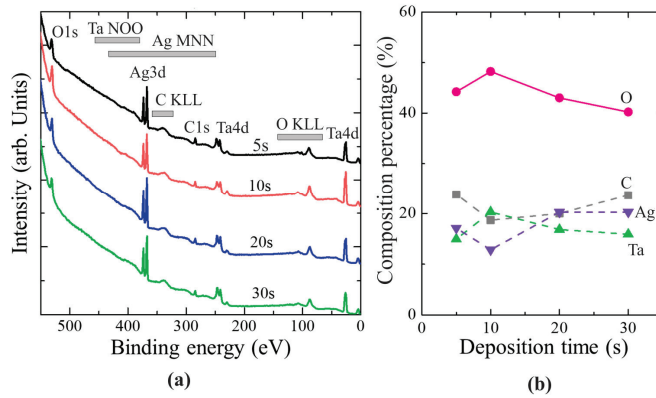 (a)
Ta NOO
O1s
Ag MNN
Ag3d
C KLL
C1s
Ta4d
O KLL
Ta4d
5s
10s
20s
30s
Intensity (arb. Units)
500
400
300
200
100
0
Binding energy (eV)
(a)
(b)
60
40
20
0
O
C
Ag
Ta
Composition percentage (%)
0
10
20
30
Deposition time (s)
(b)